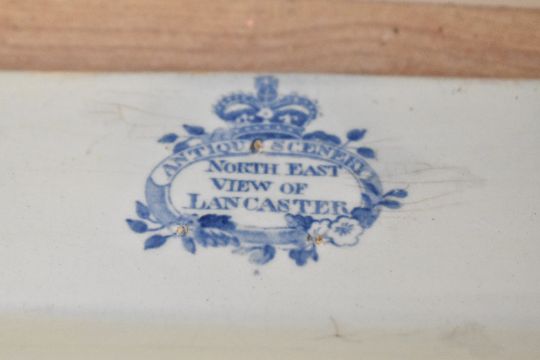 ANTIQUE SCENERY
NORTH EAST
VIEW OF
LANCASTER